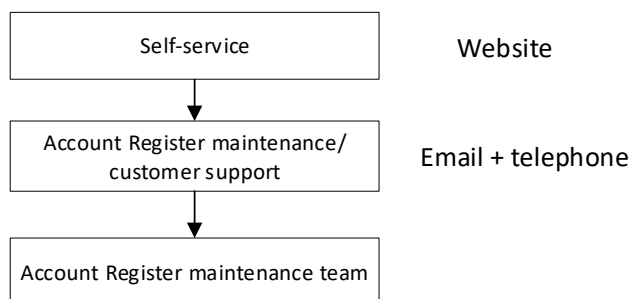 Self-service
Website
Account Register maintenance/
customer support
Email + telephone
Account Register maintenance team